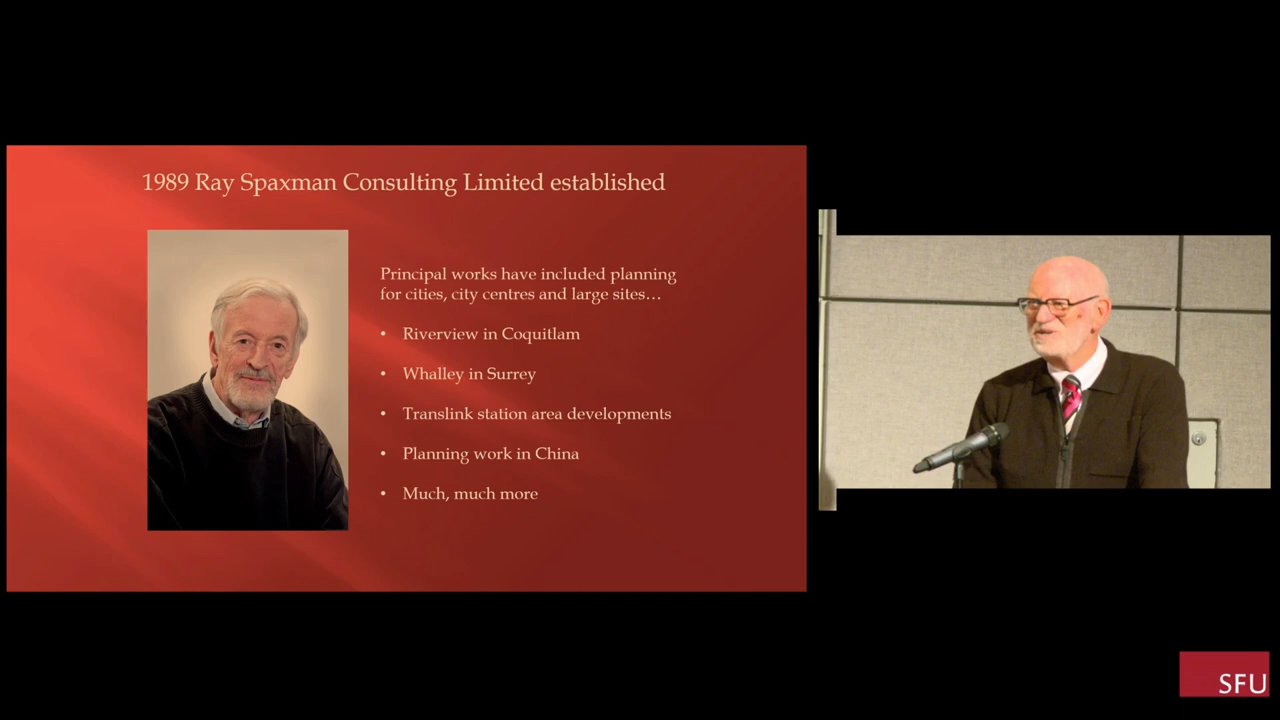 1989 Ray Spaxman Consulting Limited established
Principal works have included planning
for cities, city centres and large sites…
• Riverview in Coquitlam
• Whalley in Surrey
• Translink station area developments
• Planning work in China
• Much, much more
SFU